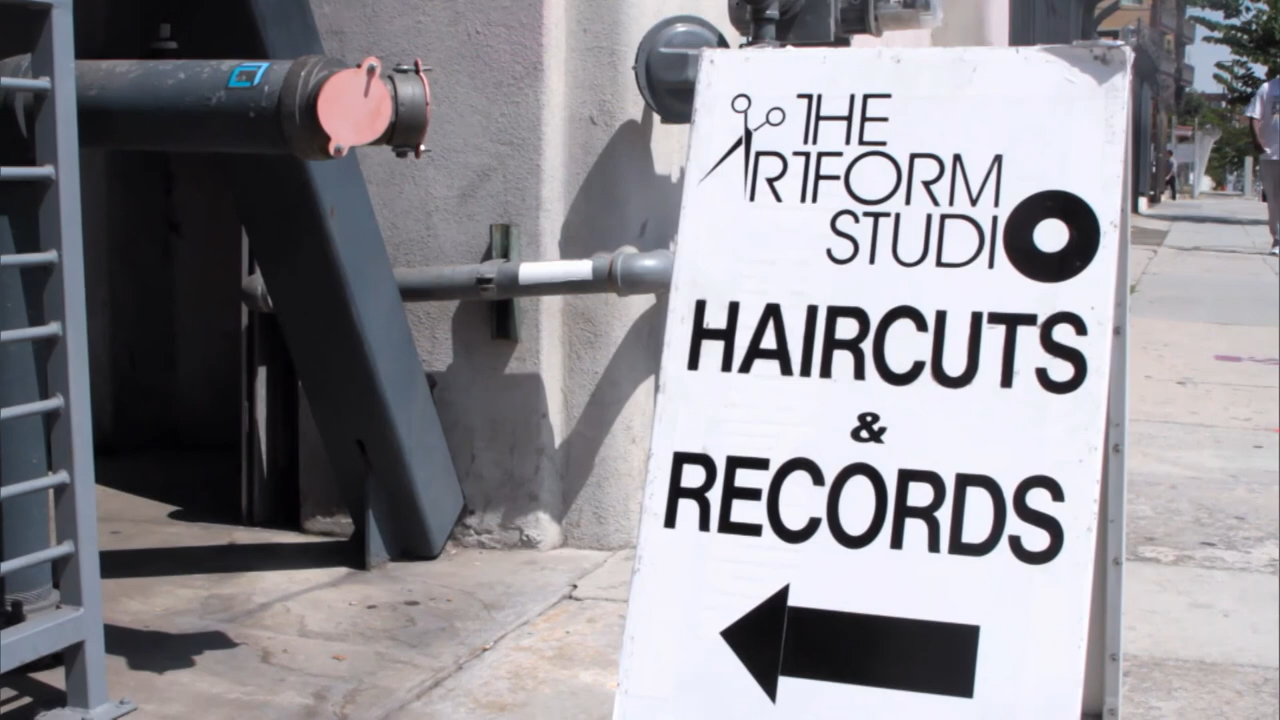 THE
ARTFORM
STUDIO
HAIRCUTS
&
RECORDS